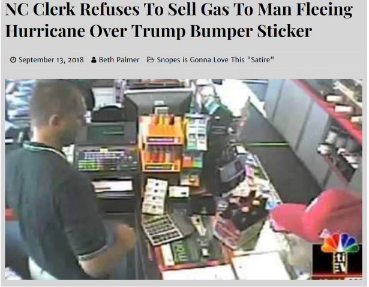 NC Clerk Refuses To Sell Gas To Man Fleeing
Hurricane Over Trump Bumper Sticker
September 13, 2018 Beth Palmer Snopes is Gonna Love This "Satire"